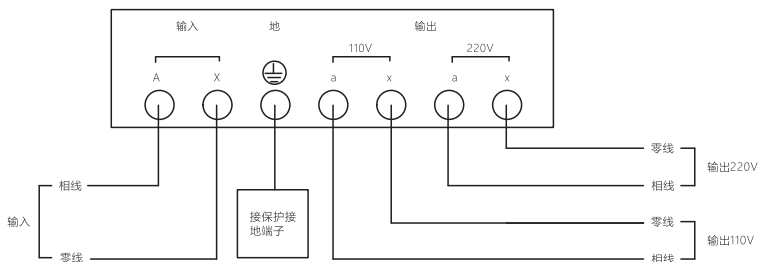 输入 地 输出
110V 220V
A X a x a x
零线
输出220V
相线
相线
接保护接
地端子
输入
零线
输出110V
零线
相线